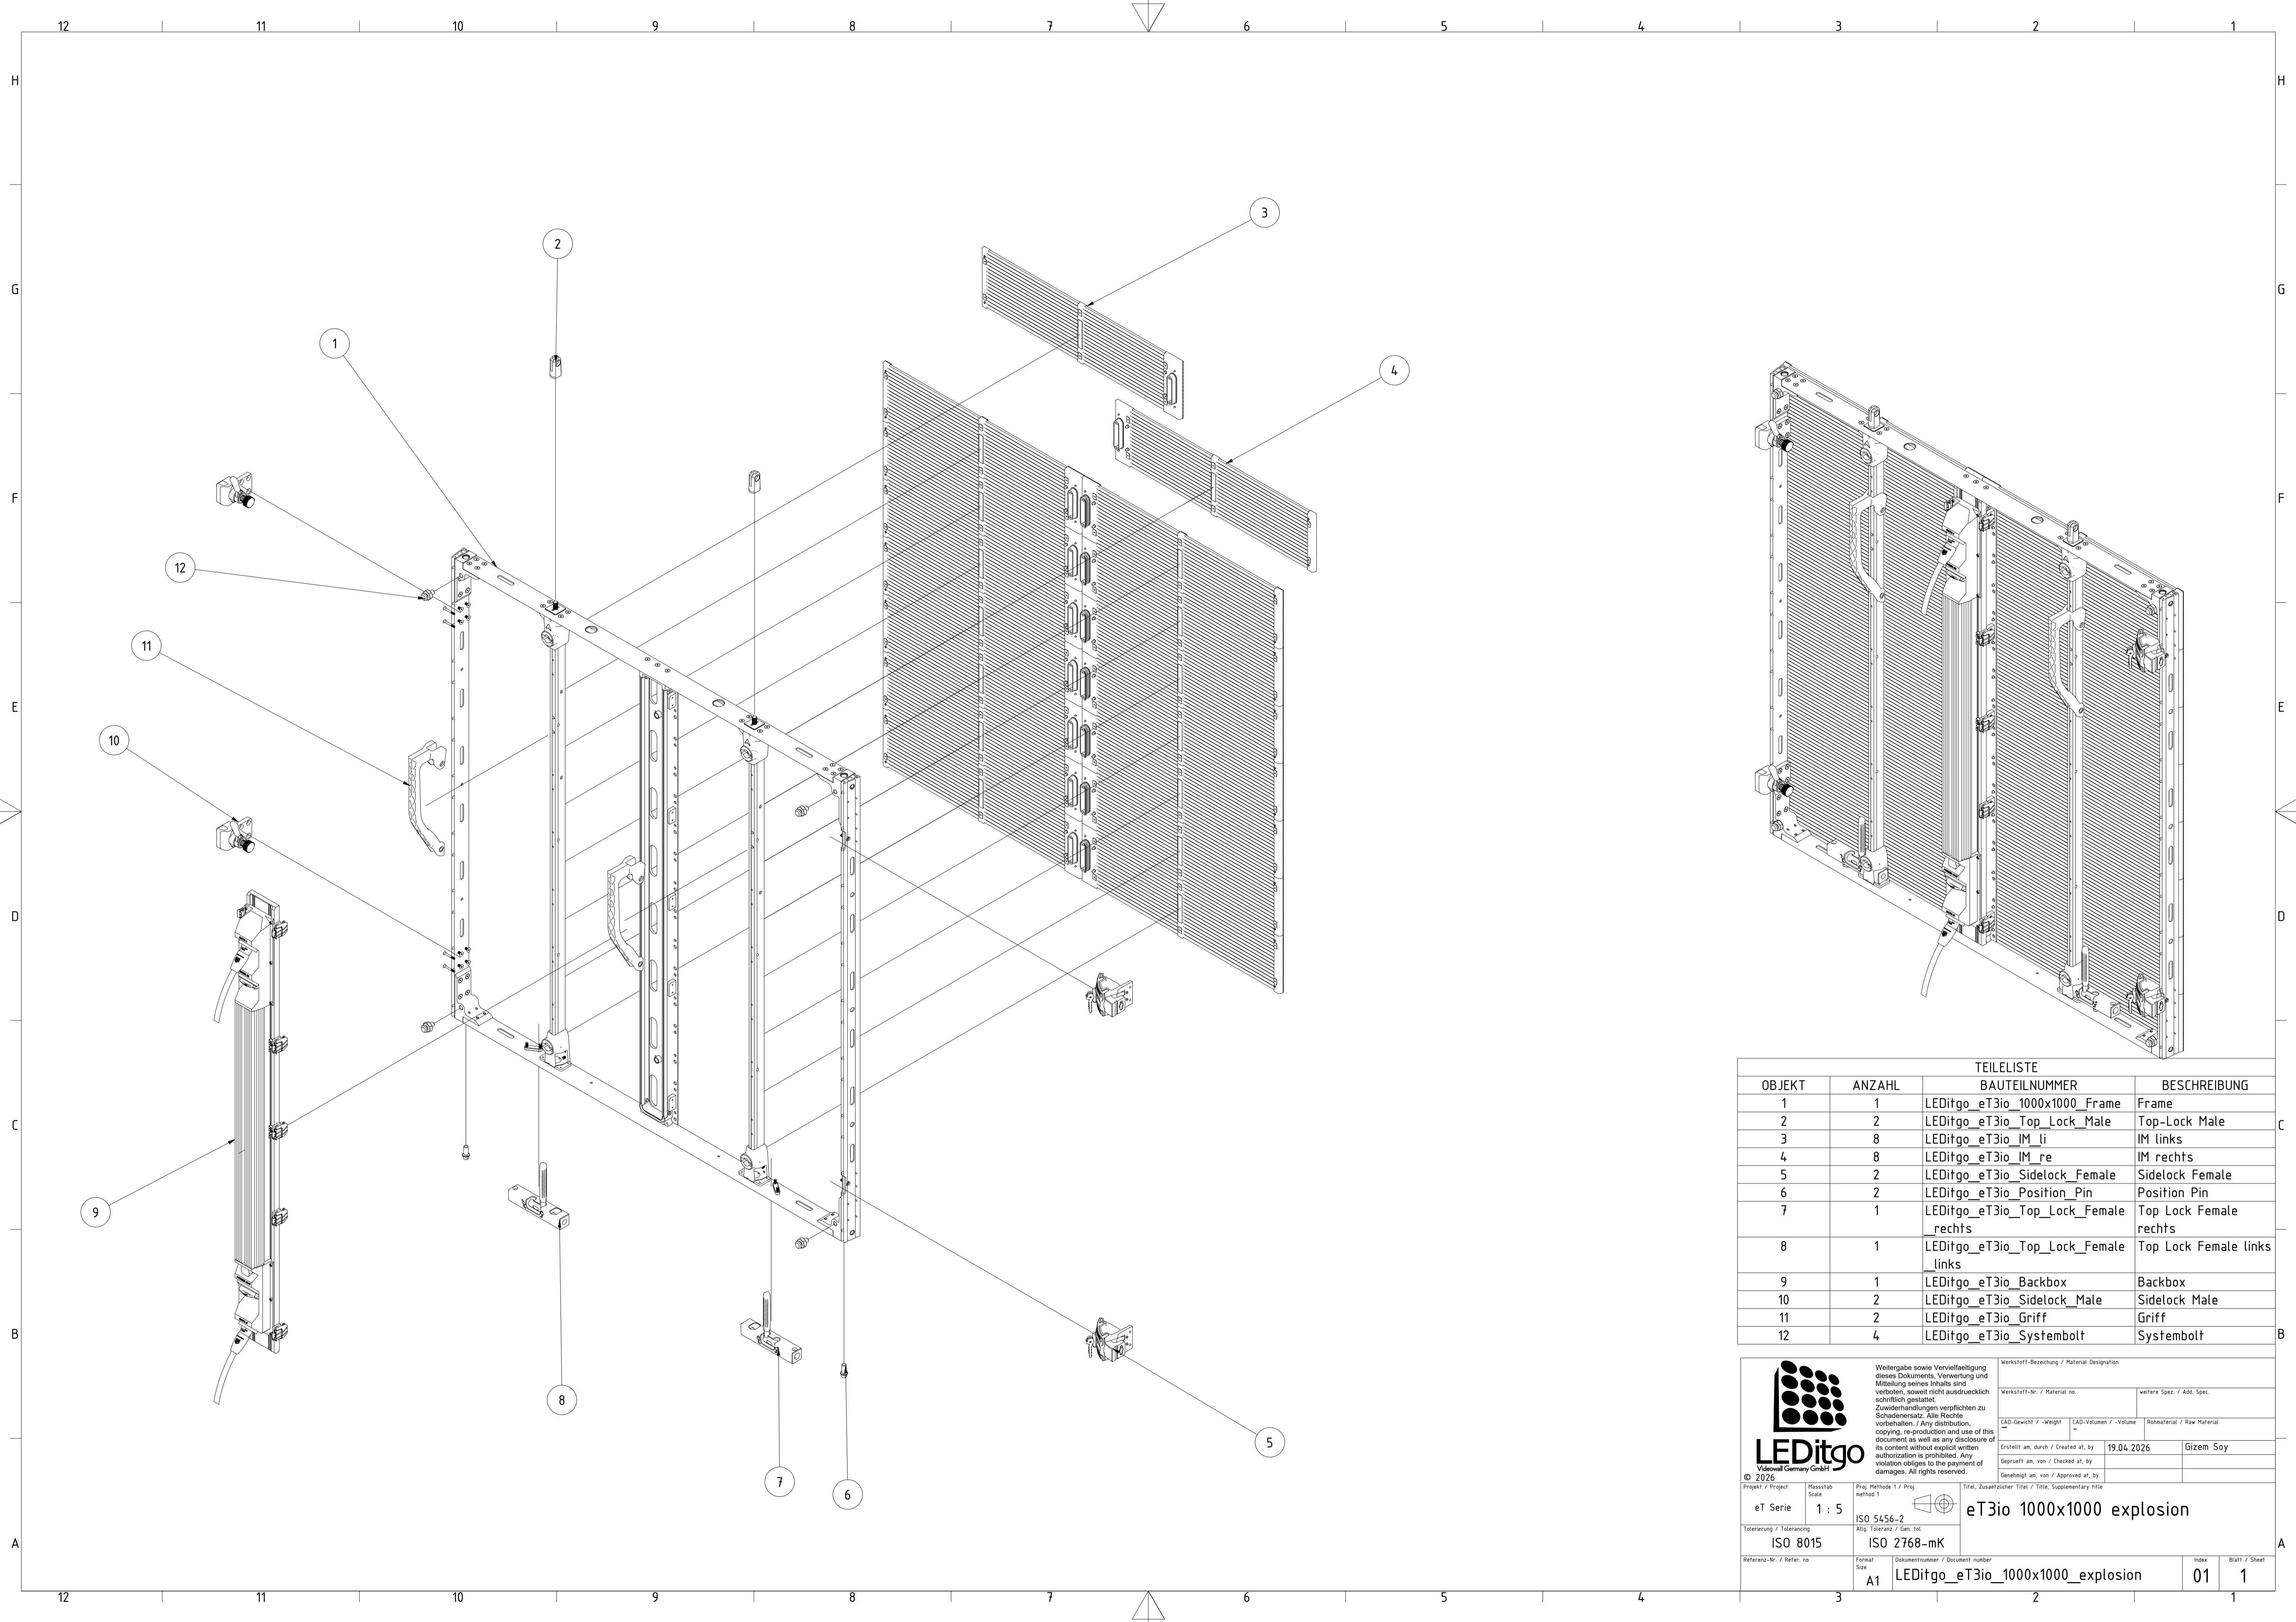 12 11 10 9 8 7 6 5 4 3 2 1
H H
G G
F F
E E
D D
C C
B B
A A
1
2
3
4
5
6
7
8
9
10
11
12
TEILELISTE
OBJEKT ANZAHL BAUTEILNUMMER BESCHREIBUNG
1 1 LEDitgo_eT3io_1000x1000_Frame Frame
2 2 LEDitgo_eT3io_Top_Lock_Male Top-Lock Male
3 8 LEDitgo_eT3io_IM_li IM links
4 8 LEDitgo_eT3io_IM_re IM rechts
5 2 LEDitgo_eT3io_Sidelock_Female Sidelock Female
6 2 LEDitgo_eT3io_Position_Pin Position Pin
7 1 LEDitgo_eT3io_Top_Lock_Female Top Lock Female
_rechts rechts
8 1 LEDitgo_eT3io_Top_Lock_Female Top Lock Female links
_links
9 1 LEDitgo_eT3io_Backbox Backbox
10 2 LEDitgo_eT3io_Sidelock_Male Sidelock Male
11 2 LEDitgo_eT3io_Griff Griff
12 4 LEDitgo_eT3io_Systembolt Systembolt
LEDitgo
Videowall Germany GmbH
© 2026
Weitergabe sowie Vervielfaeltigung
dieses Dokuments, Verwertung und
Mitteilung seines Inhalts sind
verboten, soweit nicht ausdruecklich
schriftlich gestattet.
Zuwiderhandlungen verpflichten zu
Schadenersatz. Alle Rechte
vorbehalten. / Any distribution,
copying, re-production and use of this
document as well as any disclosure of
its content without explicit written
authorization is prohibited. Any
violation obliges to the payment of
damages. All rights reserved.
Werkstoff-Bezeichung / Material Designation
Werkstoff-Nr. / Material no. weitere Spez. / Add. Spec.
CAD-Gewicht / -Weight CAD-Volumen / -Volume Rohmaterial / Raw Material
- -
Erstellt am, durch / Created at, by 19.04.2026 Gizem Soy
Geprueft am, von / Checked at, by
Genehmigt am, von / Approved at, by
Projekt / Project
eT Serie
Massstab
Scale
1 : 5
Proj. Methode 1 / Proj.
method 1
ISO 5456-2
Titel, Zusaetzlicher Titel / Title, Supplementary title
eT3io 1000x1000 explosion
Tolerierung / Tolerancing
ISO 8015
Allg. Toleranz / Gen. tol.
ISO 2768-mK
Referenz-Nr. / Refer. no
Format
Size
A1
Dokumentnummer / Document number
LEDitgo_eT3io_1000x1000_explosion
Index
01
Blatt / Sheet
1
12 11 10 9 8 7 6 5 4 3 2 1